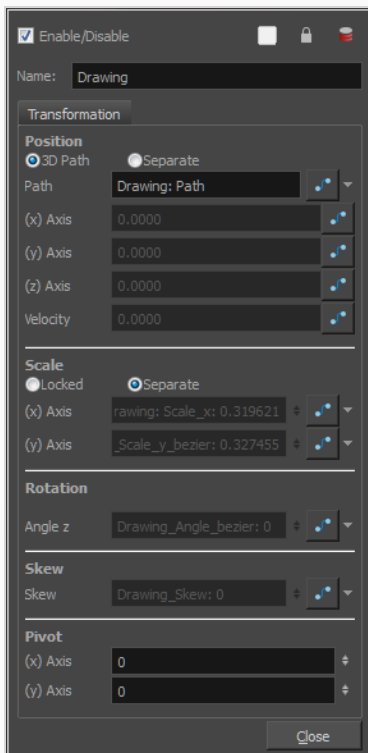 Enable/Disable
Name: Drawing
Transformation
Position
3D Path Separate
Path Drawing: Path
(x) Axis 0.0000
(y) Axis 0.0000
(z) Axis 0.0000
Velocity 0.0000
Scale
Locked Separate
(x) Axis rawing: Scale_x: 0.319621
(y) Axis _Scale_y_bezier: 0.327455
Rotation
Angle z Drawing_Angle_bezier: 0
Skew
Skew Drawing_Skew: 0
Pivot
(x) Axis 0
(y) Axis 0
Close